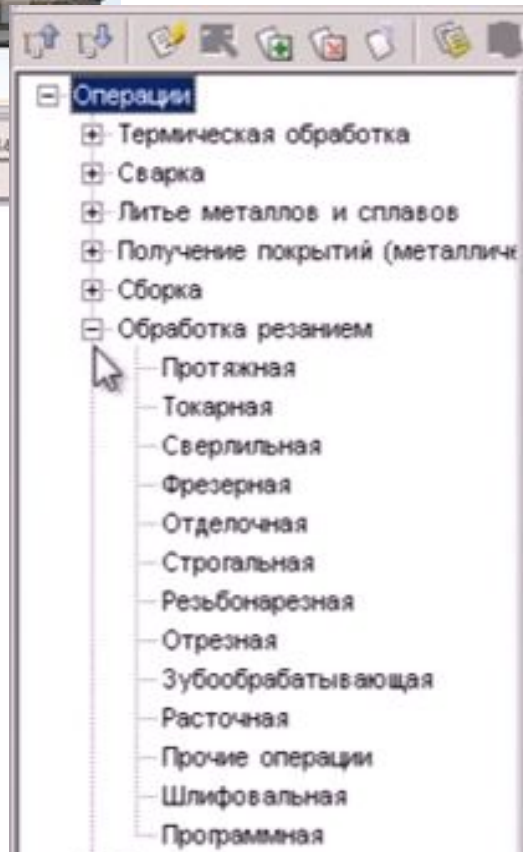 Операции
Термическая обработка
Сварка
Литье металлов и сплавов
Получение покрытий (металличе
Сборка
Обработка резанием
Протяжная
Токарная
Сверлильная
Фрезерная
Отделочная
Строгальная
Резьбонарезная
Отрезная
Зубообрабатывающая
Расточная
Прочие операции
Шлифовальная
Программная